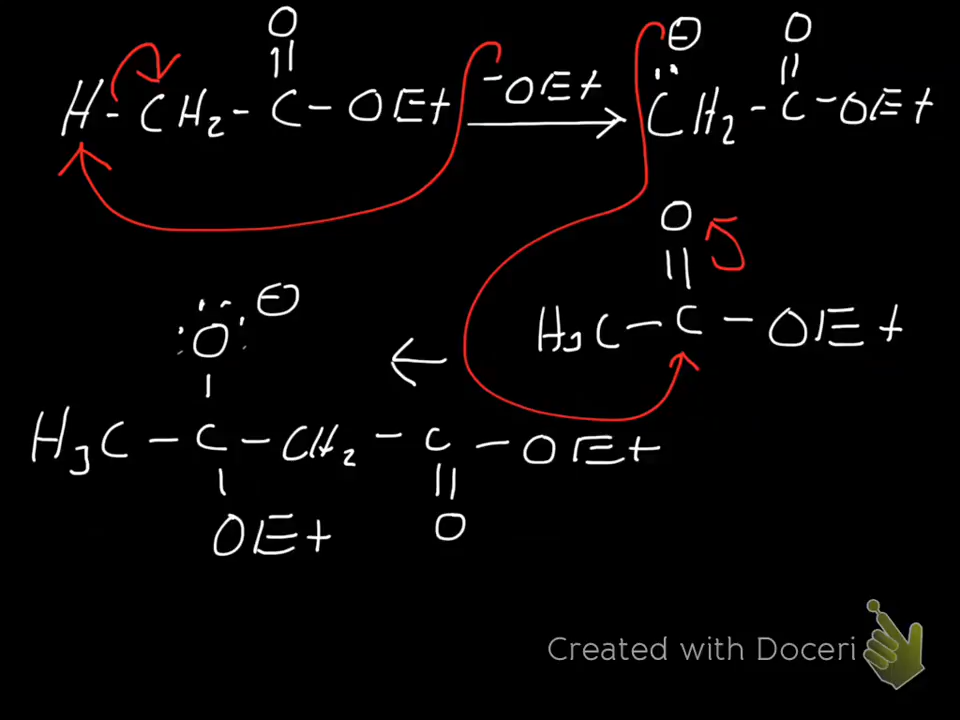 O O
H - CH2 - C - OEt -OEt → CH2 - C - OEt
O
H3C - C - OEt
O ←
H3C - C - CH2 - C - OEt
OEt O
Created with Doceri